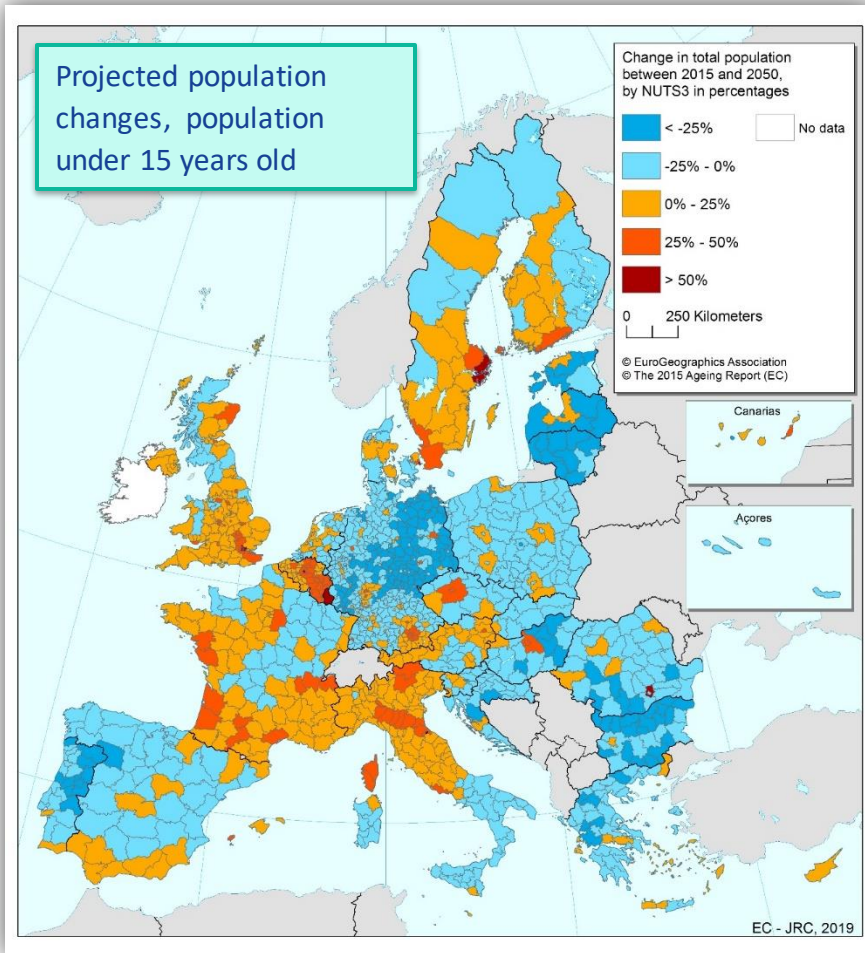 Projected population
changes, population
under 15 years old
Change in total population
between 2015 and 2050,
by NUTS3 in percentages
< -25%
No data
-25% - 0%
0% - 25%
25% - 50%
> 50%
0 250 Kilometers
© EuroGeographics Association
© The 2015 Ageing Report (EC)
Canarias
Açores
EC - JRC, 2019